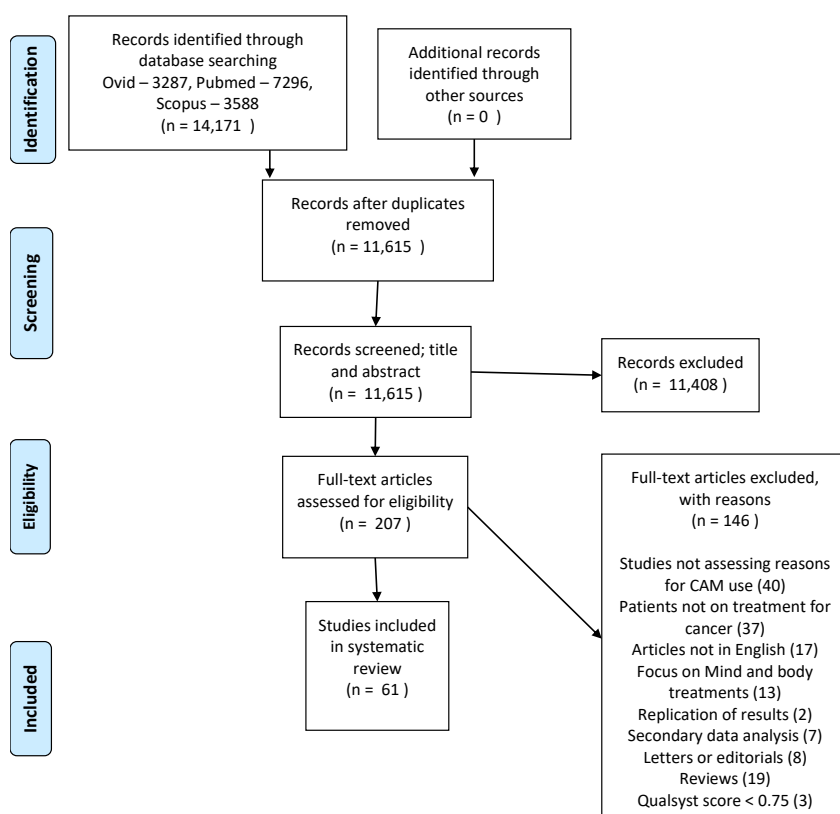 Identification
Records identified through
database searching
Ovid – 3287, Pubmed – 7296,
Scopus – 3588
(n = 14,171 )
Additional records
identified through
other sources
(n = 0 )
Records after duplicates
removed
(n = 11,615 )
Screening
Records screened; title
and abstract
(n = 11,615 )
Records excluded
(n = 11,408 )
Eligibility
Full-text articles
assessed for eligibility
(n = 207 )
Full-text articles excluded,
with reasons
(n = 146 )
Studies not assessing reasons
for CAM use (40)
Patients not on treatment for
cancer (37)
Articles not in English (17)
Focus on Mind and body
treatments (13)
Replication of results (2)
Secondary data analysis (7)
Letters or editorials (8)
Reviews (19)
Qualsyst score < 0.75 (3)
Included
Studies included
in systematic
review
(n = 61 )